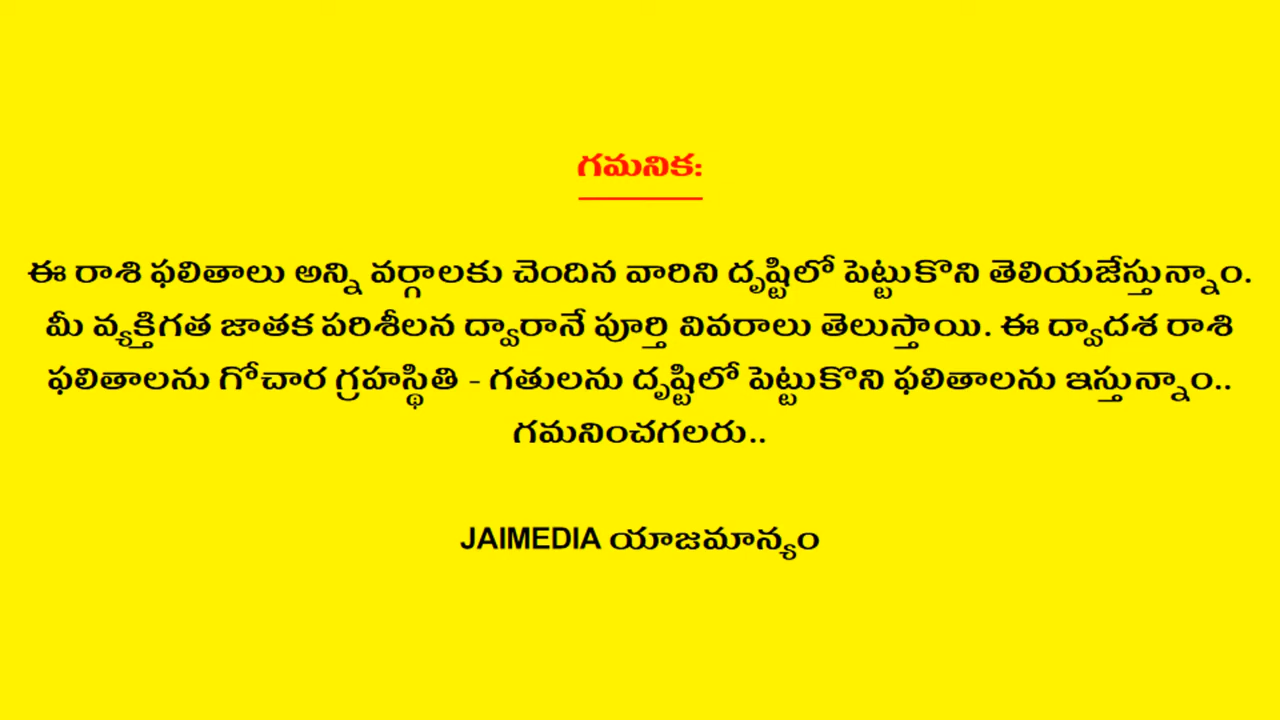 గమనిక:
ఈ రాశి ఫలితాలు అన్ని వర్గాలకు చెందిన వారిని దృష్టిలో పెట్టుకొని తెలియజేస్తున్నాం.
మీ వ్యక్తిగత జాతక పరిశీలన ద్వారానే పూర్తి వివరాలు తెలుస్తాయి. ఈ ద్వాదశ రాశి
ఫలితాలను గోచార గ్రహస్థితి - గతులను దృష్టిలో పెట్టుకొని ఫలితాలను ఇస్తున్నాం..
గమనించగలరు..
JAIMEDIA యాజమాన్యం